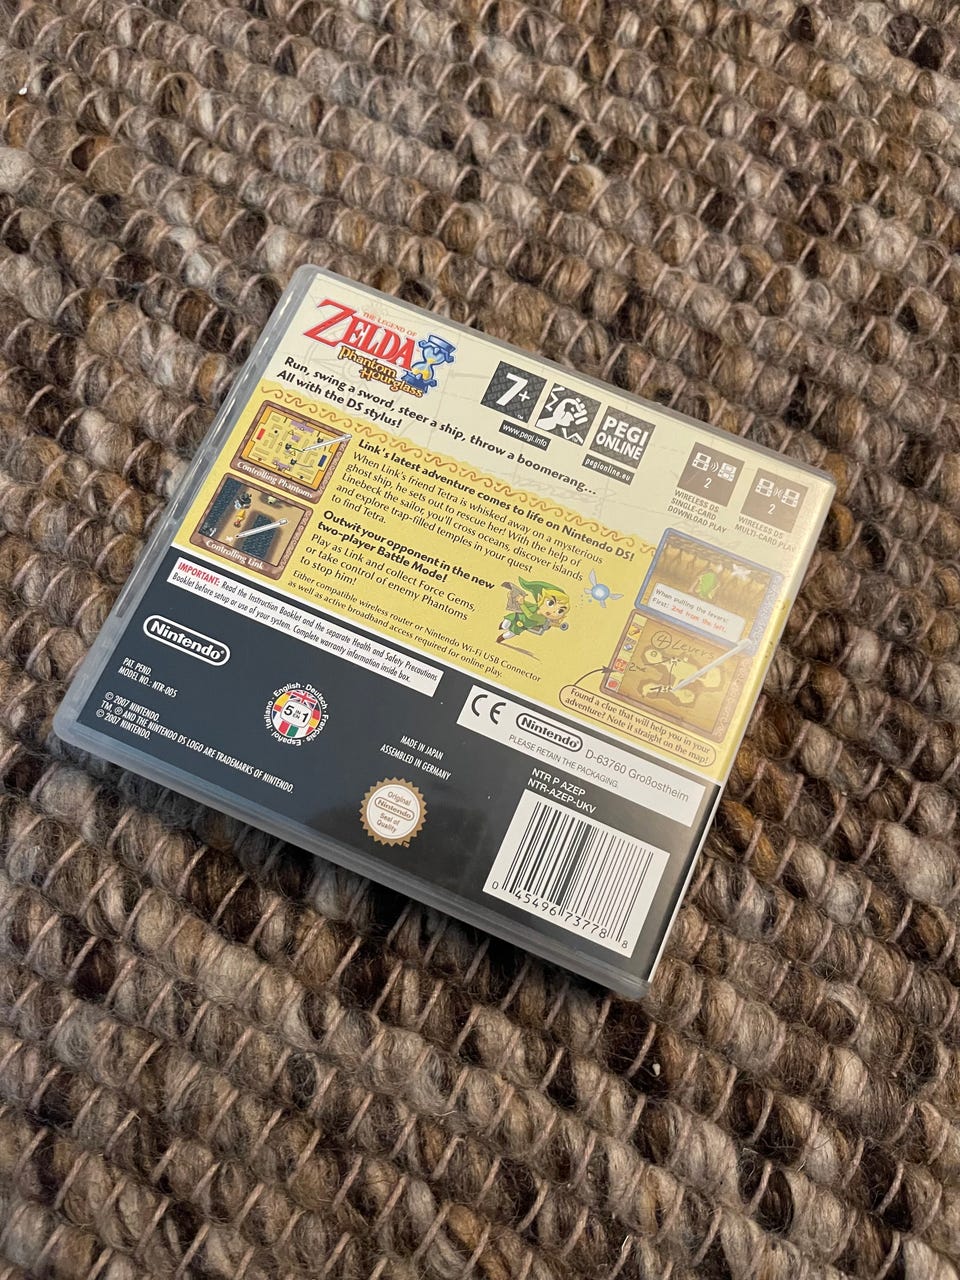 THE LEGEND OF
ZELDA
Phantom
Hourglass
7+
www.pegi.info
PEGI
ONLINE
pegionline.eu
2
WIRELESS DS
SINGLE-CARD
DOWNLOAD PLAY
2
WIRELESS DS
MULTI-CARD PLAY
Run, swing a sword, steer a ship, throw a boomerang...
All with the DS stylus!
Controlling Phantoms
Controlling Link
Link's latest adventure comes to life on Nintendo DS!
When Link's friend Tetra is whisked away on a mysterious
ghost ship, he sets out to rescue her! With the help of
Linebeck the sailor, you'll cross oceans, discover islands
and explore trap-filled temples in your quest
to find Tetra.
Outwit your opponent in the new
two-player Battle Mode!
Play as Link and collect Force Gems,
or take control of enemy Phantoms
to stop him!
Either compatible wireless router or Nintendo Wi-Fi USB Connector
as well as active broadband access required for online play.
When pulling the levers:
First: 2nd from the left.
4 Levers
Found a clue that will help you in your
adventure? Note it straight on the map!
IMPORTANT: Read the Instruction Booklet and the separate Health and Safety Precautions
Booklet before setup or use of your system. Complete warranty information inside box.
Nintendo®
PAT. PEND.
MODEL NO.: NTR-005
© 2007 NINTENDO.
TM, ® AND THE NINTENDO DS LOGO ARE TRADEMARKS OF NINTENDO.
© 2007 NINTENDO.
English · Deutsch · Français · Español · Italiano
5 IN EN 1
MADE IN JAPAN
ASSEMBLED IN GERMANY
Original
Nintendo
Seal of
Quality
CE
Nintendo®
D-63760 Großostheim
PLEASE RETAIN THE PACKAGING.
NTR P AZEP
NTR-AZEP-UKV
0 45496 73778 8